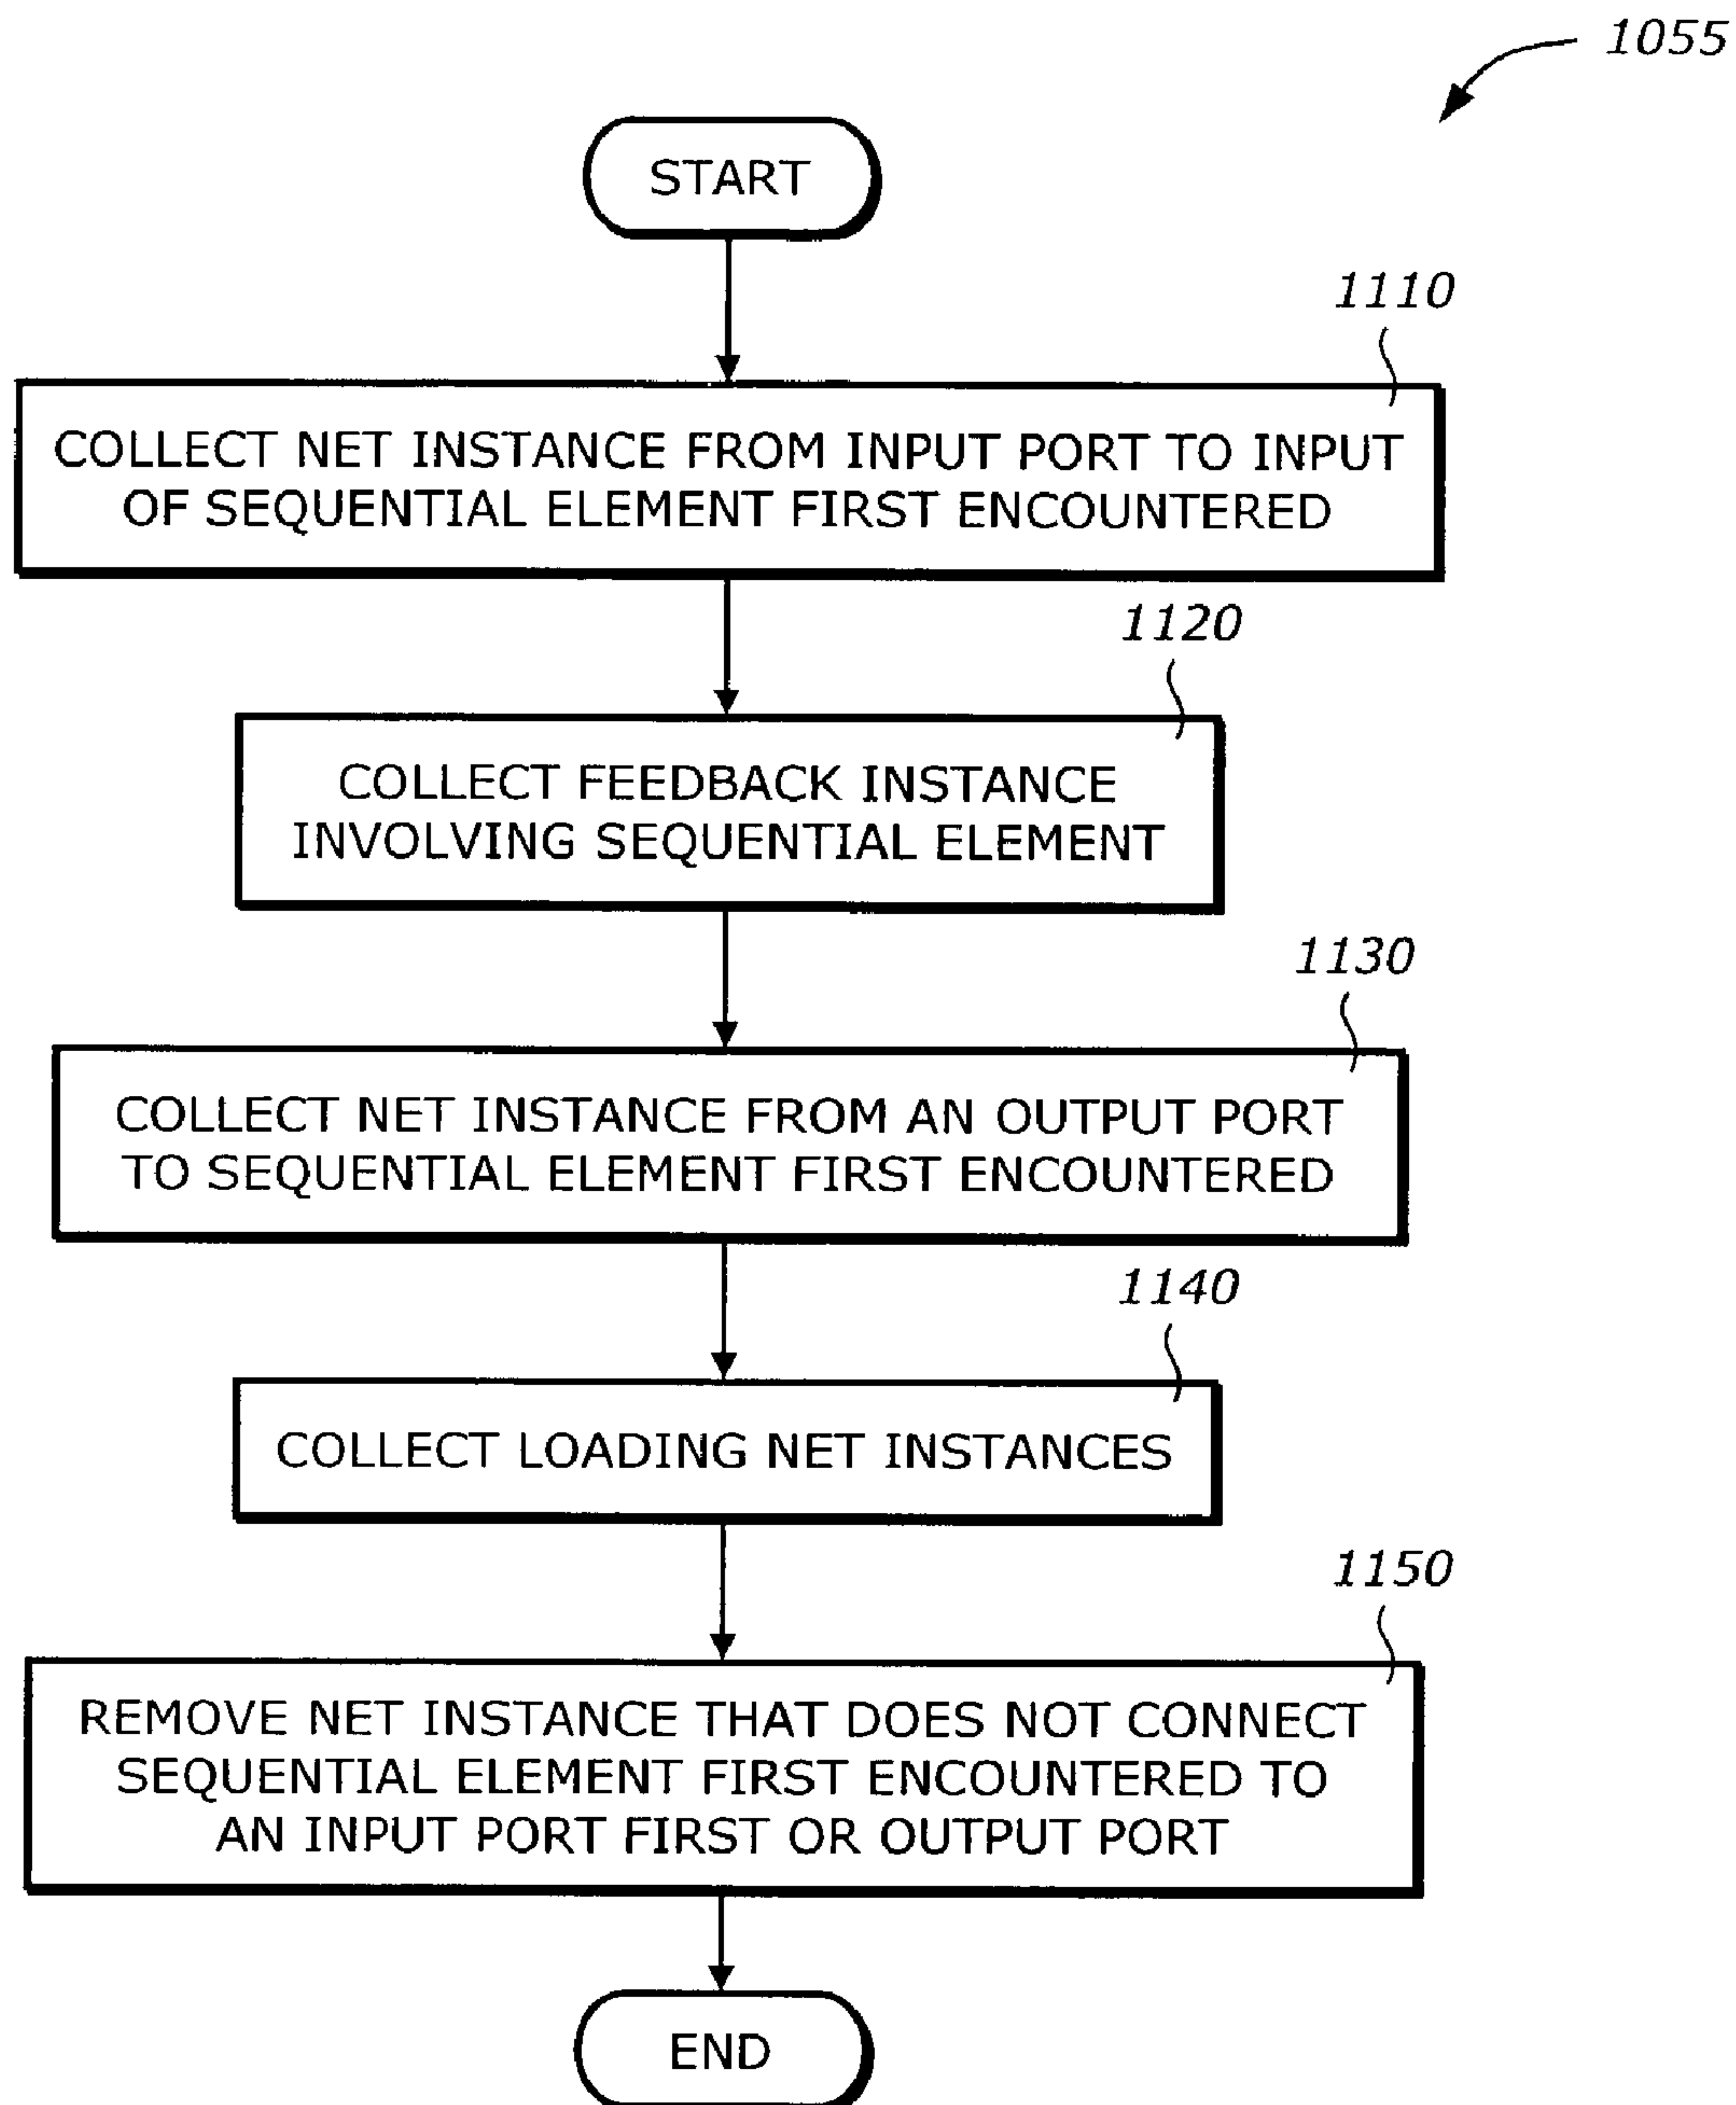 1055
START
1110
COLLECT NET INSTANCE FROM INPUT PORT TO INPUT
OF SEQUENTIAL ELEMENT FIRST ENCOUNTERED
1120
COLLECT FEEDBACK INSTANCE
INVOLVING SEQUENTIAL ELEMENT
1130
COLLECT NET INSTANCE FROM AN OUTPUT PORT
TO SEQUENTIAL ELEMENT FIRST ENCOUNTERED
1140
COLLECT LOADING NET INSTANCES
1150
REMOVE NET INSTANCE THAT DOES NOT CONNECT
SEQUENTIAL ELEMENT FIRST ENCOUNTERED TO
AN INPUT PORT FIRST OR OUTPUT PORT
END